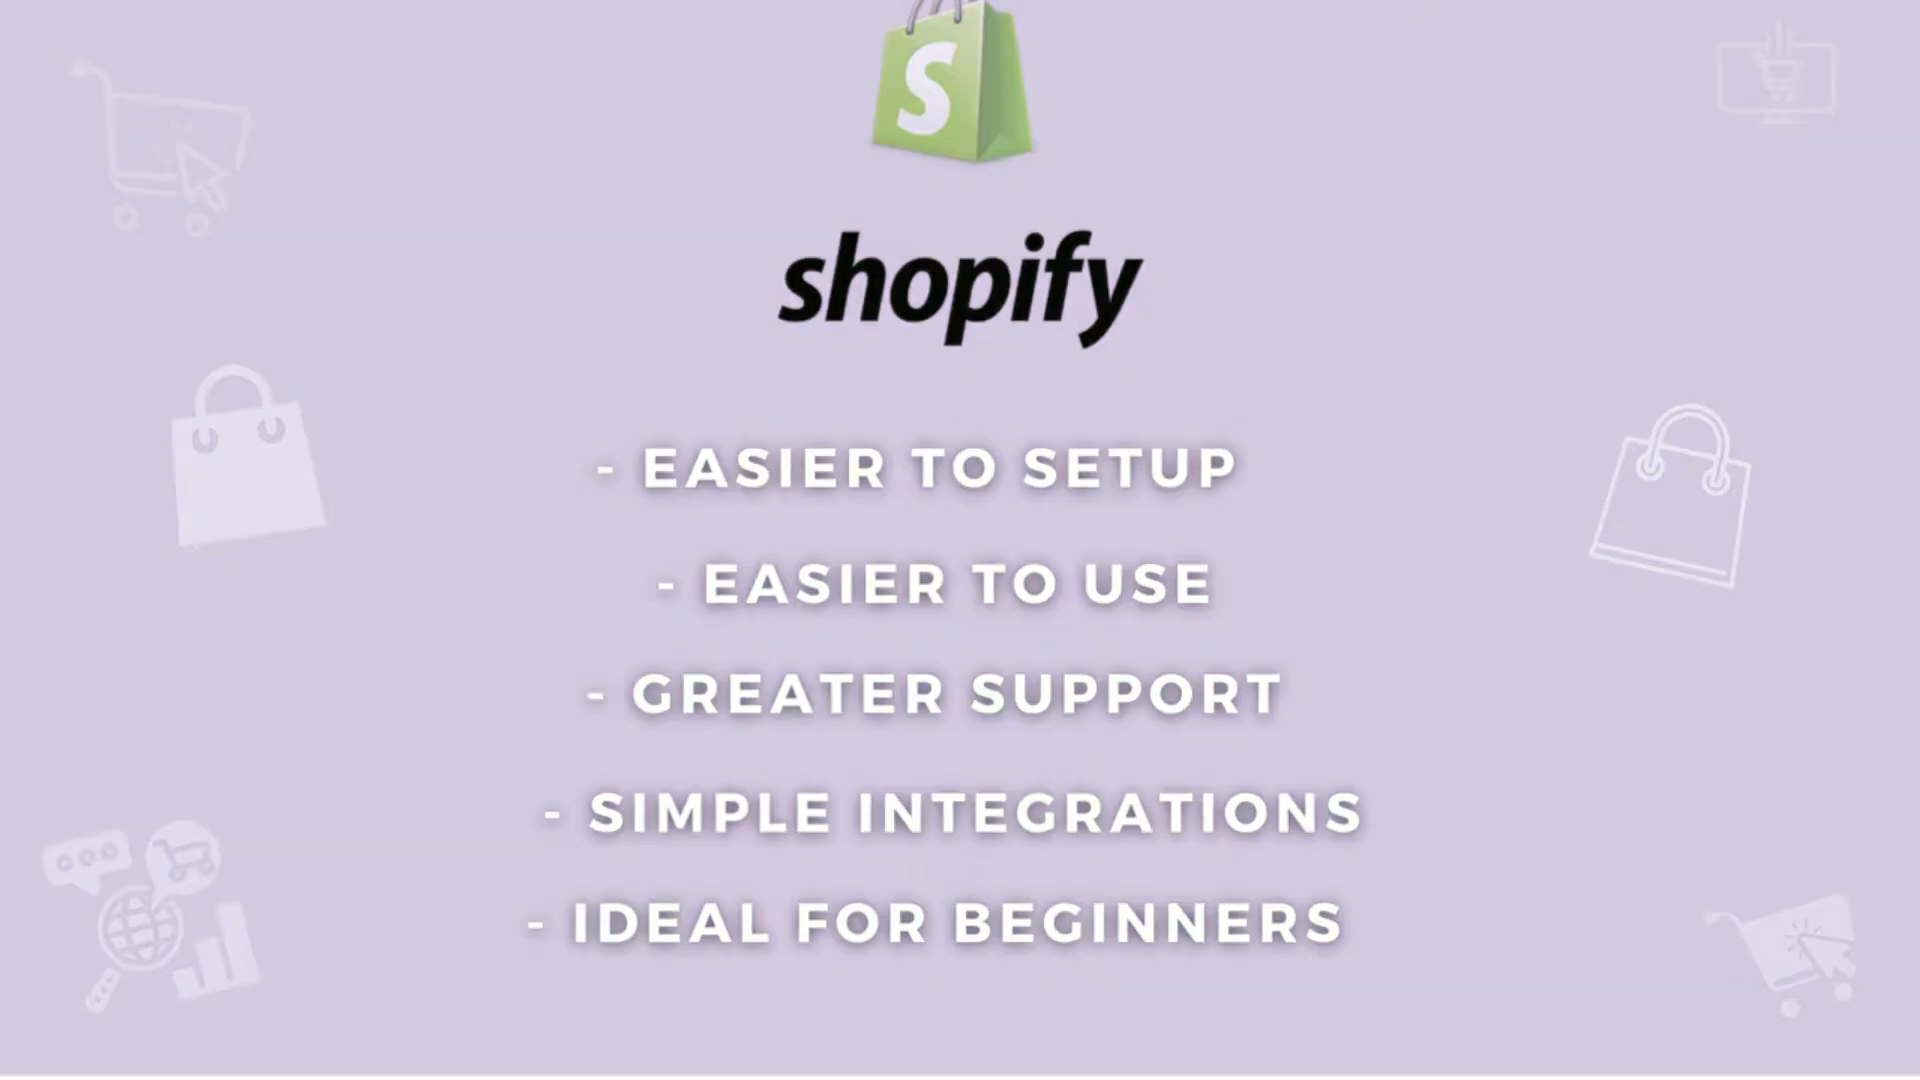 S
shopify
- EASIER TO SETUP
- EASIER TO USE
- GREATER SUPPORT
- SIMPLE INTEGRATIONS
- IDEAL FOR BEGINNERS